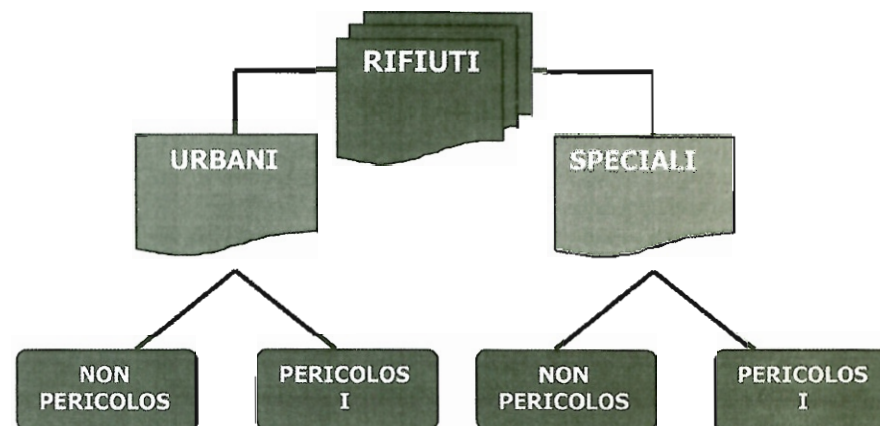 RIFIUTI
URBANI
SPECIALI
NON
PERICOLOS
PERICOLOS
I
NON
PERICOLOS
PERICOLOS
I